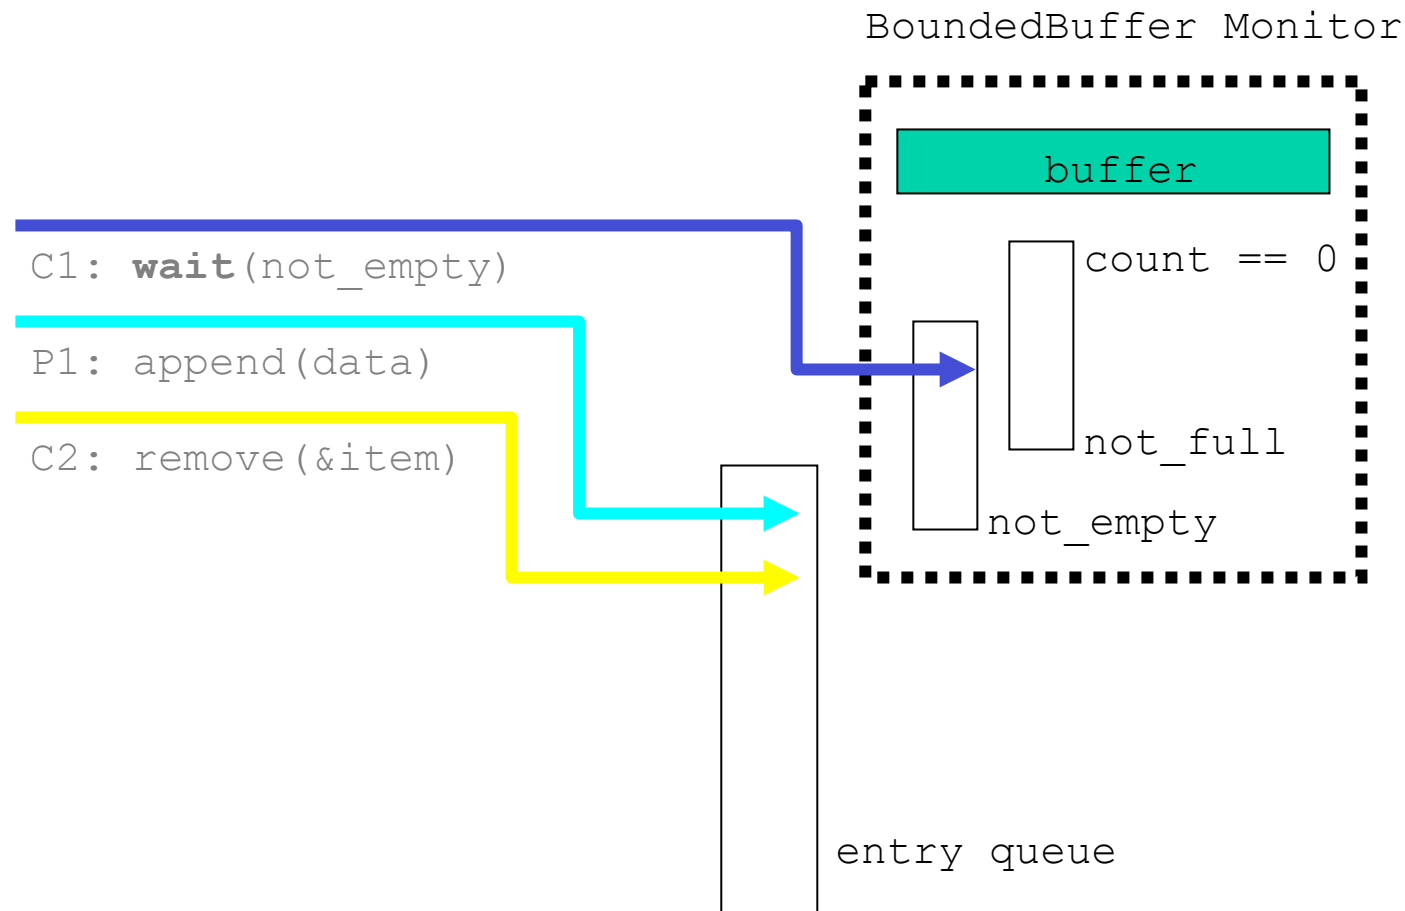 BoundedBuffer Monitor
buffer
C1: wait(not_empty)
count == 0
P1: append(data)
not_full
C2: remove(&item)
not_empty
entry queue